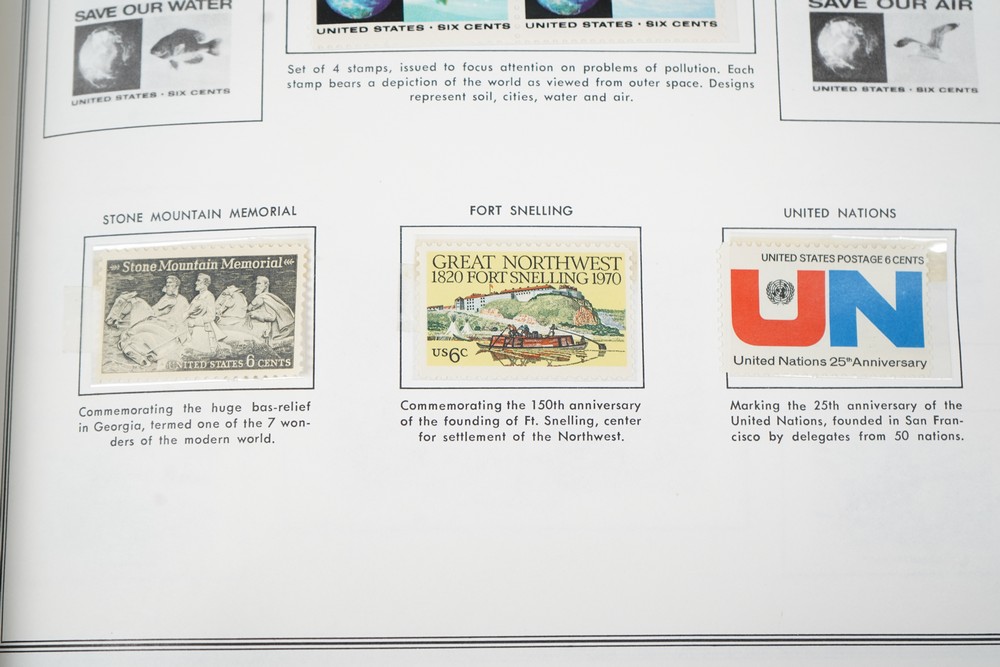 SAVE OUR WATER
UNITED STATES · SIX CENTS
UNITED STATES · SIX CENTS
UNITED STATES · SIX CENTS
SAVE OUR AIR
UNITED STATES · SIX CENTS
Set of 4 stamps, issued to focus attention on problems of pollution. Each
stamp bears a depiction of the world as viewed from outer space. Designs
represent soil, cities, water and air.
STONE MOUNTAIN MEMORIAL
Stone Mountain Memorial
UNITED STATES 6 CENTS
Commemorating the huge bas-relief
in Georgia, termed one of the 7 won-
ders of the modern world.
FORT SNELLING
GREAT NORTHWEST
1820 FORT SNELLING 1970
US 6c
Commemorating the 150th anniversary
of the founding of Ft. Snelling, center
for settlement of the Northwest.
UNITED NATIONS
UNITED STATES POSTAGE 6 CENTS
UN
United Nations 25th Anniversary
Marking the 25th anniversary of the
United Nations, founded in San Fran-
cisco by delegates from 50 nations.